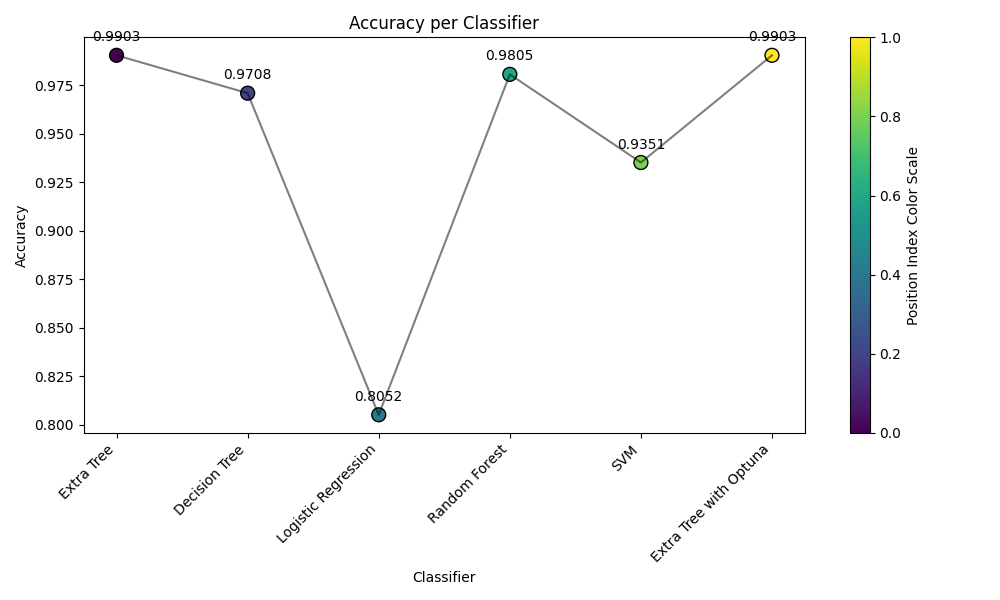 Accuracy per Classifier
0.9903
0.9708
0.8052
0.9805
0.9351
0.9903
Accuracy
0.975
0.950
0.925
0.900
0.875
0.850
0.825
0.800
Extra Tree
Decision Tree
Logistic Regression
Random Forest
SVM
Extra Tree with Optuna
Classifier
1.0
0.8
0.6
0.4
0.2
0.0
Position Index Color Scale